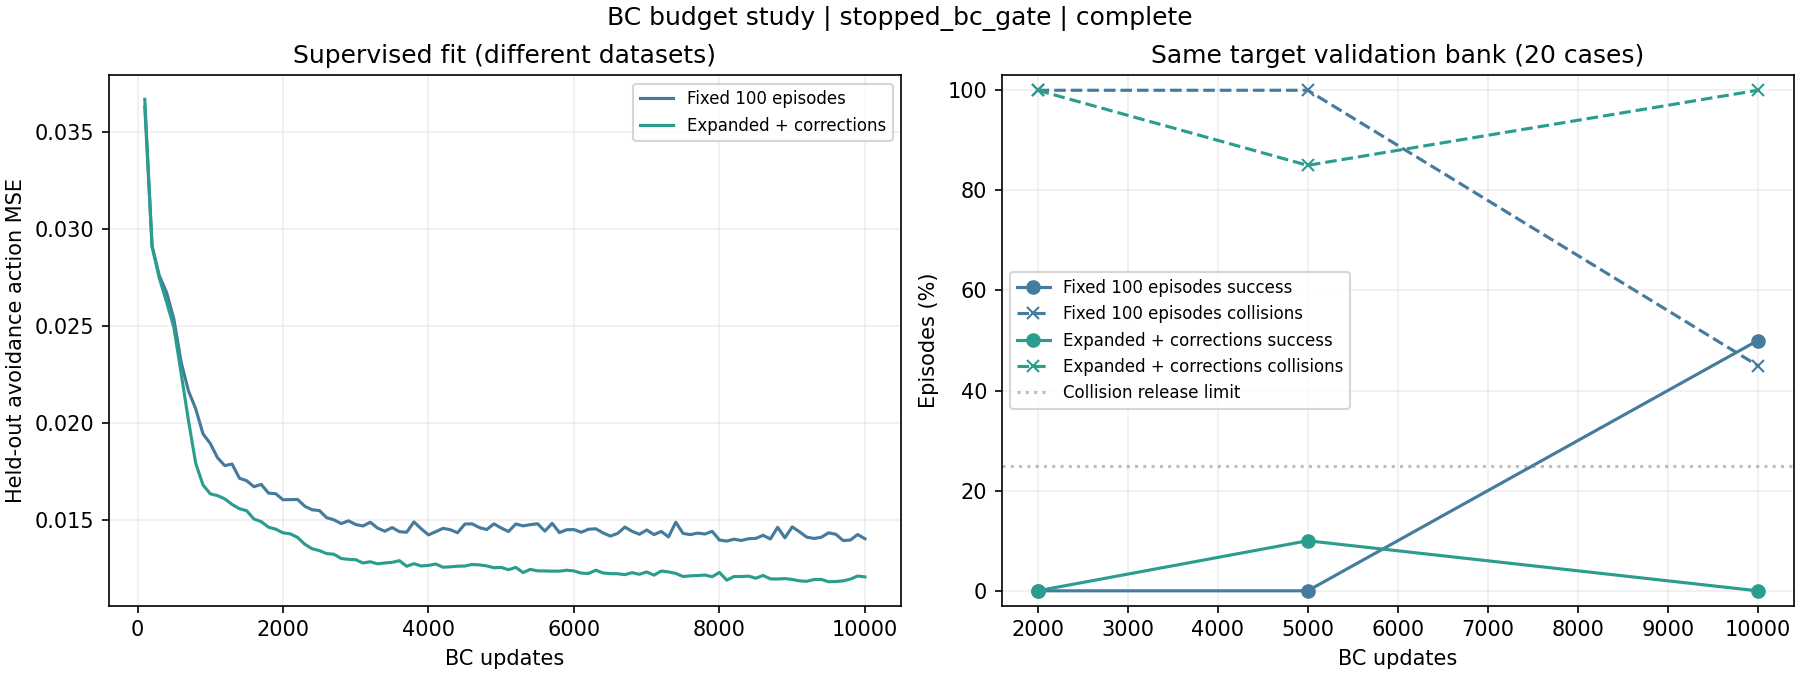 BC budget study | stopped_bc_gate | complete
Supervised fit (different datasets)
Held-out avoidance action MSE
0.035
0.030
0.025
0.020
0.015
0
2000
4000
6000
8000
10000
BC updates
Fixed 100 episodes
Expanded + corrections
Same target validation bank (20 cases)
Episodes (%)
100
80
60
40
20
0
2000
3000
4000
5000
6000
7000
8000
9000
10000
BC updates
Fixed 100 episodes success
Fixed 100 episodes collisions
Expanded + corrections success
Expanded + corrections collisions
Collision release limit